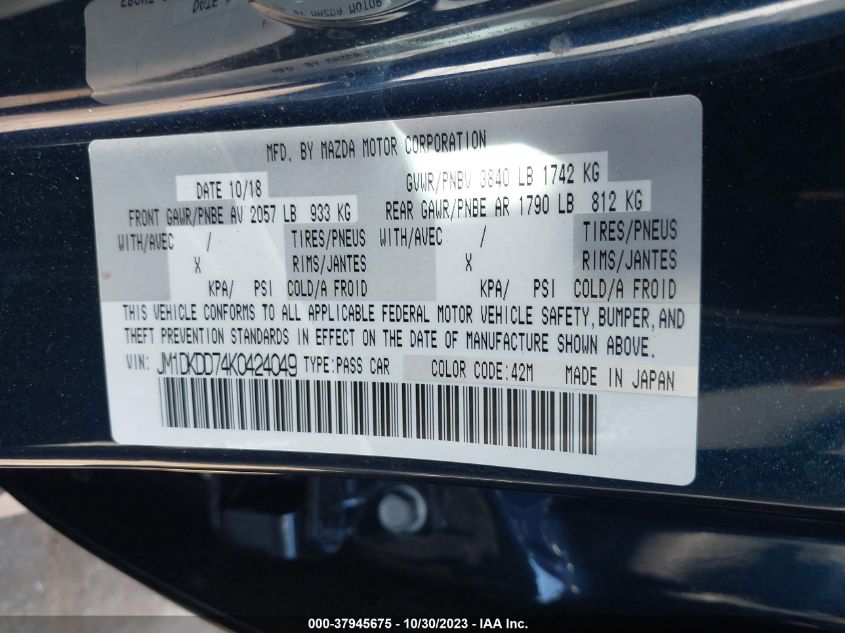 MFD. BY MAZDA MOTOR CORPORATION
DATE 10/18 GVWR/PNBV 3840 LB 1742 KG
FRONT GAWR/PNBE AV 2057 LB 933 KG REAR GAWR/PNBE AR 1790 LB 812 KG
WITH/AVEC / TIRES/PNEUS WITH/AVEC / TIRES/PNEUS
X RIMS/JANTES X RIMS/JANTES
KPA/ PSI COLD/A FROID KPA/ PSI COLD/A FROID
THIS VEHICLE CONFORMS TO ALL APPLICABLE FEDERAL MOTOR VEHICLE SAFETY, BUMPER, AND
THEFT PREVENTION STANDARDS IN EFFECT ON THE DATE OF MANUFACTURE SHOWN ABOVE.
VIN: JM1DKDD74K0424049 TYPE:PASS CAR COLOR CODE:42M MADE IN JAPAN
000-37945675 - 10/30/2023 - IAA Inc.